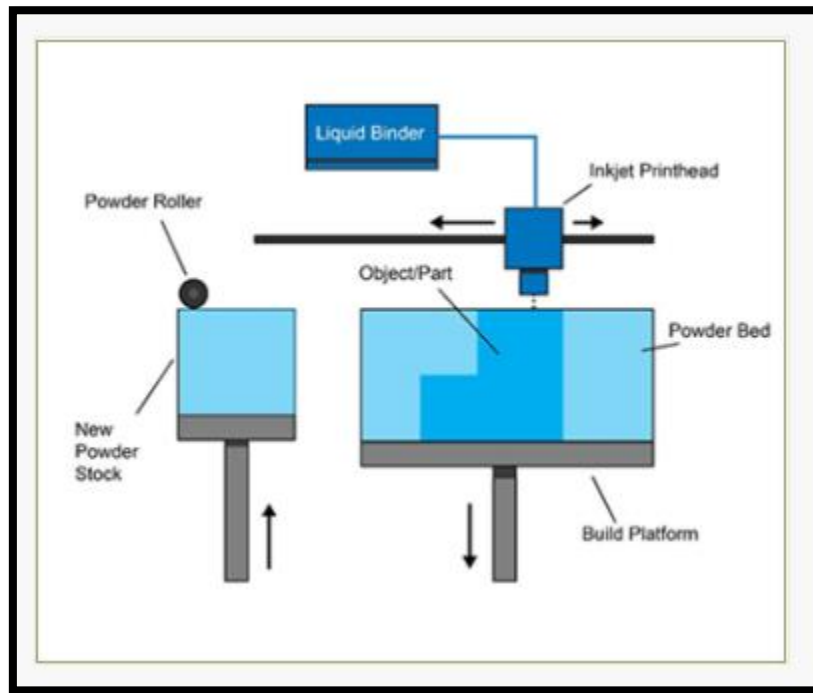 Liquid Binder
Inkjet Printhead
Powder Roller
Object/Part
Powder Bed
New
Powder
Stock
Build Platform